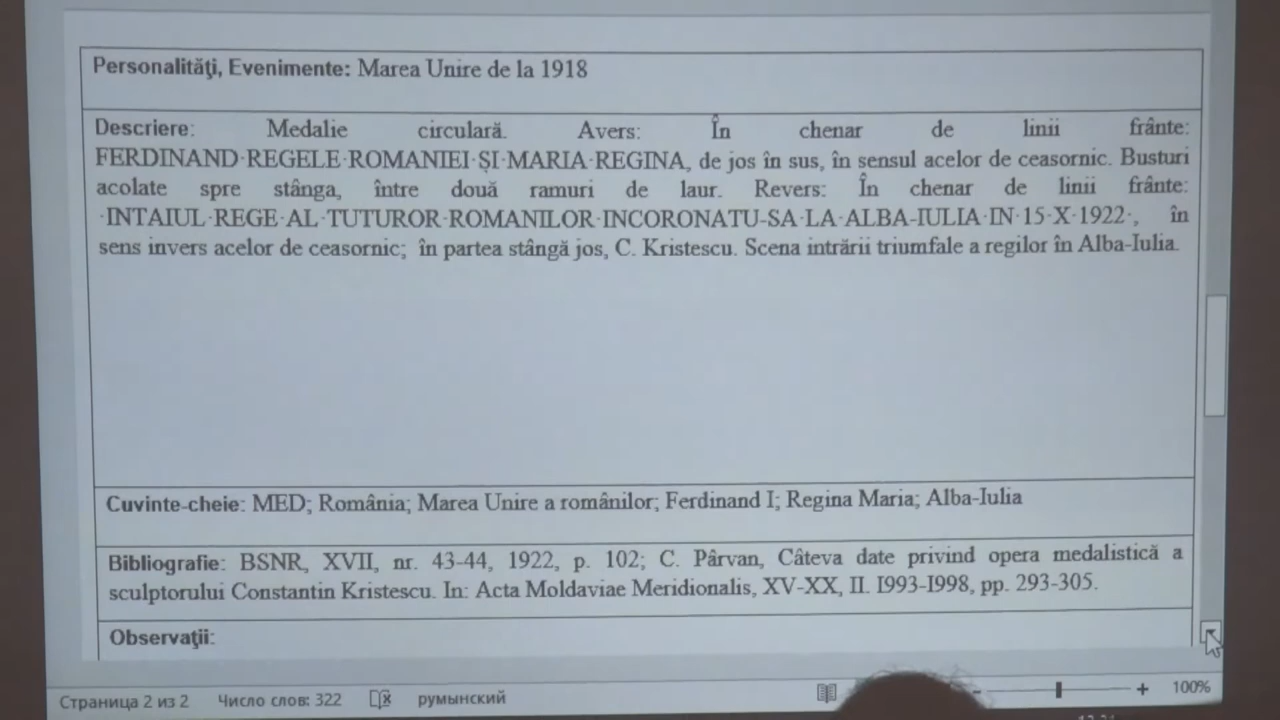 Personalităţi, Evenimente: Marea Unire de la 1918
Descriere: Medalie circulară. Avers: În chenar de linii frânte:
FERDINAND·REGELE·ROMANIEI·ŞI·MARIA·REGINA, de jos în sus, în sensul acelor de ceasornic. Busturi
acolate spre stânga, între două ramuri de laur. Revers: În chenar de linii frânte:
·INTAIUL·REGE·AL·TUTUROR·ROMANILOR·INCORONATU-SA·LA·ALBA-IULIA·IN·15·X·1922·, în
sens invers acelor de ceasornic; în partea stângă jos, C. Kristescu. Scena intrării triumfale a regilor în Alba-Iulia.
Cuvinte-cheie: MED; România; Marea Unire a românilor; Ferdinand I; Regina Maria; Alba-Iulia
Bibliografie: BSNR, XVII, nr. 43-44, 1922, p. 102; C. Pârvan, Câteva date privind opera medalistică a
sculptorului Constantin Kristescu. In: Acta Moldaviae Meridionalis, XV-XX, II. I993-I998, pp. 293-305.
Observaţii:
Страница 2 из 2 Число слов: 322 румынский 100%